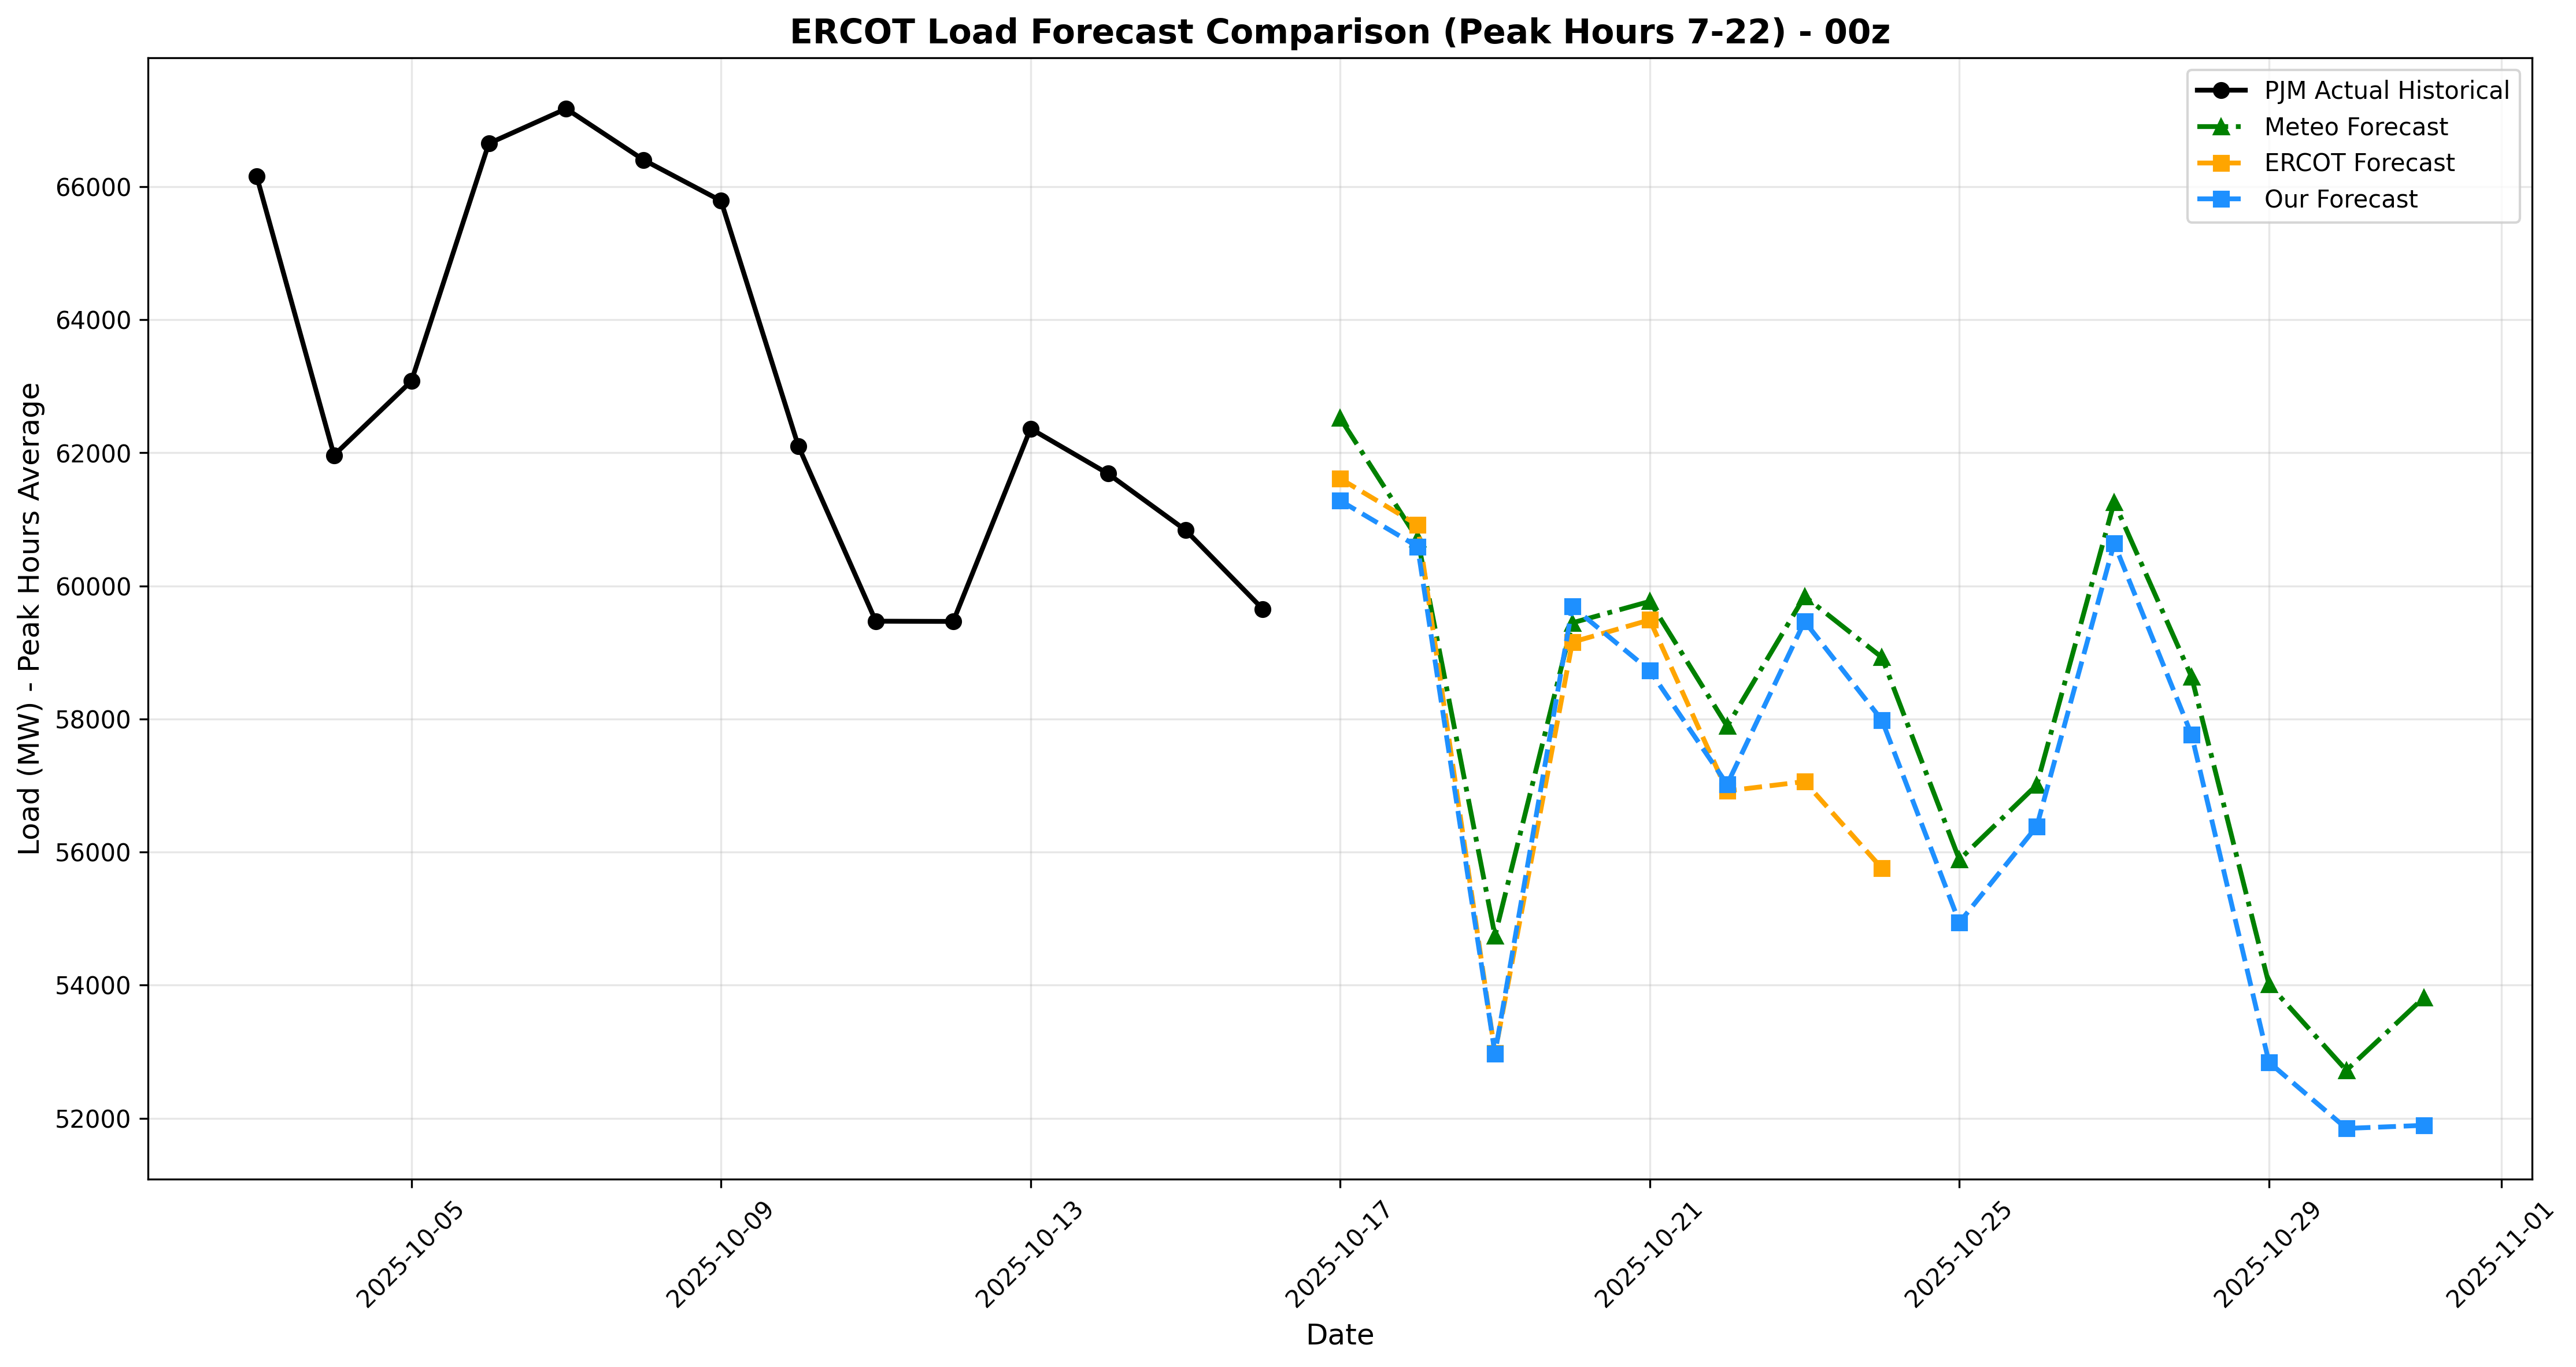 ERCOT Load Forecast Comparison (Peak Hours 7-22) - 00z
PJM Actual Historical
Meteo Forecast
ERCOT Forecast
Our Forecast
Load (MW) - Peak Hours Average
66000
64000
62000
60000
58000
56000
54000
52000
2025-10-05
2025-10-09
2025-10-13
2025-10-17
2025-10-21
2025-10-25
2025-10-29
2025-11-01
Date